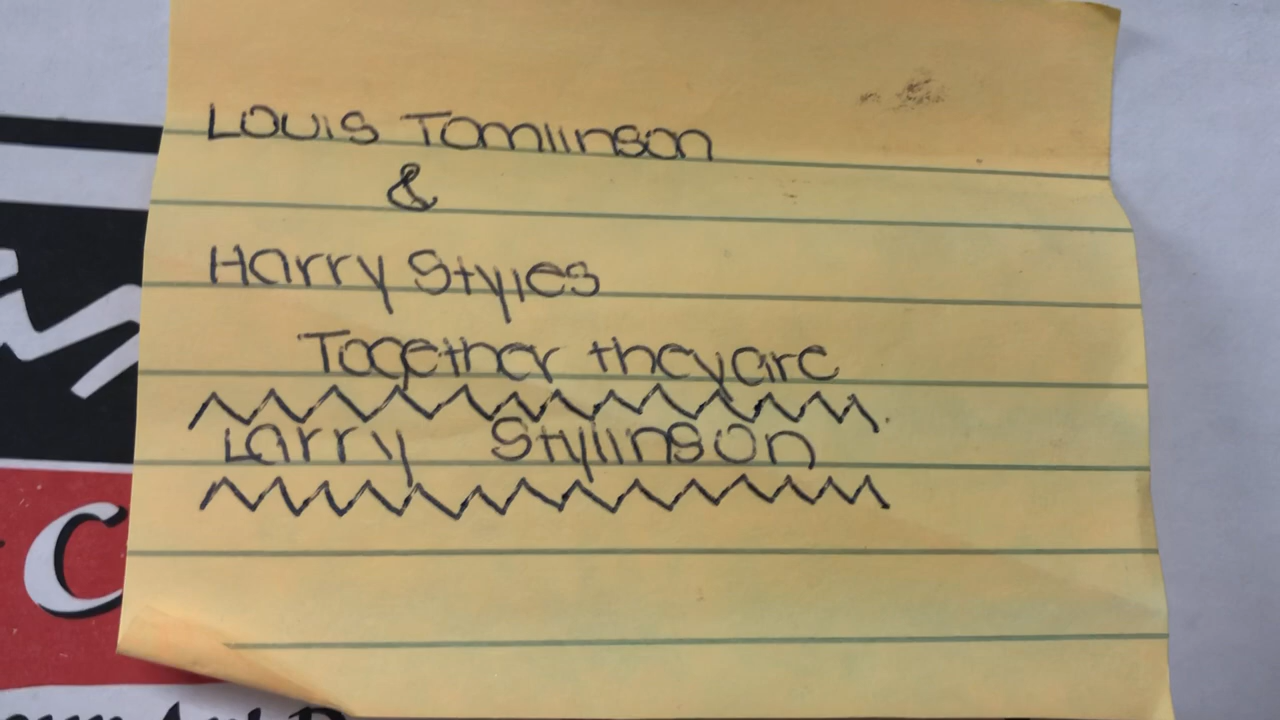 Louis Tomlinson
&
Harry Styles
Together they are
Larry Stylinson
C